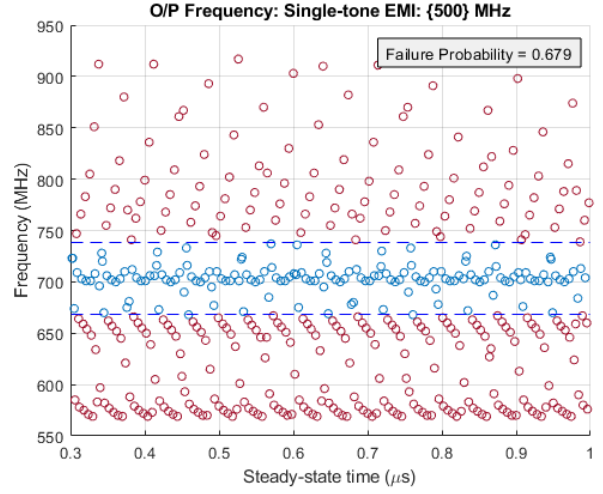 O/P Frequency: Single-tone EMI: {500} MHz
Failure Probability = 0.679
Frequency (MHz)
950
900
850
800
750
700
650
600
550
0.3 0.4 0.5 0.6 0.7 0.8 0.9 1
Steady-state time (μs)